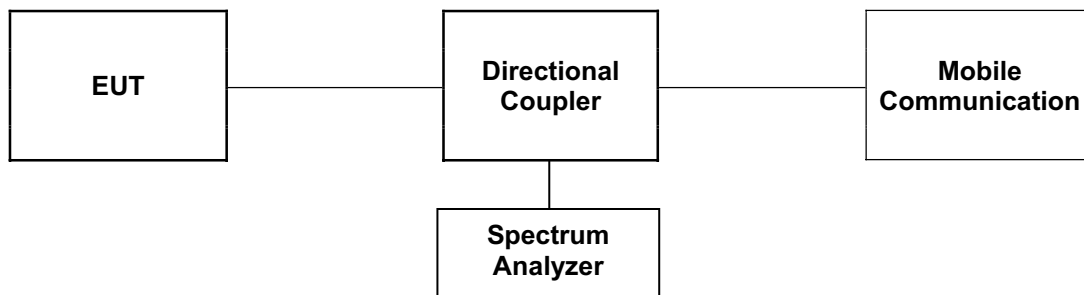 EUT
Directional
Coupler
Mobile
Communication
Spectrum
Analyzer